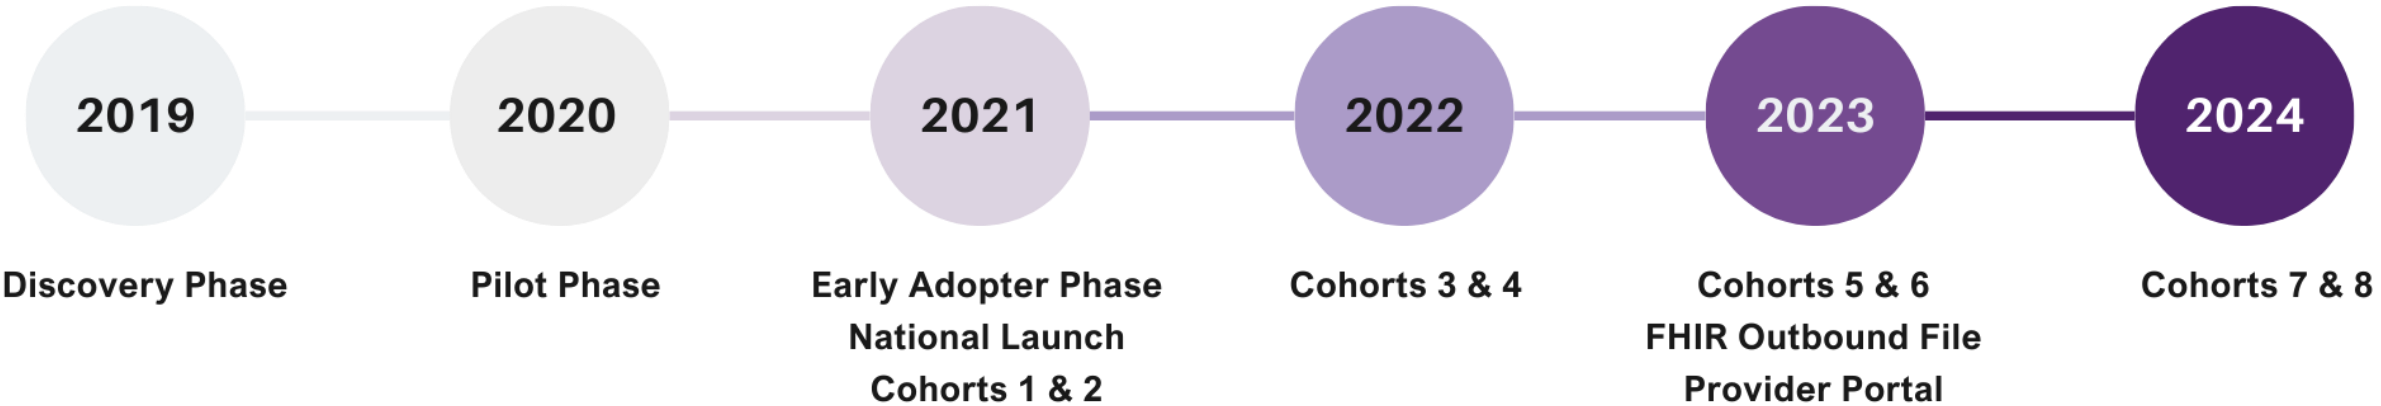 2019
2020
2021
2022
2023
2024
Discovery Phase
Pilot Phase
Early Adopter Phase
National Launch
Cohorts 1 & 2
Cohorts 3 & 4
Cohorts 5 & 6
FHIR Outbound File
Provider Portal
Cohorts 7 & 8